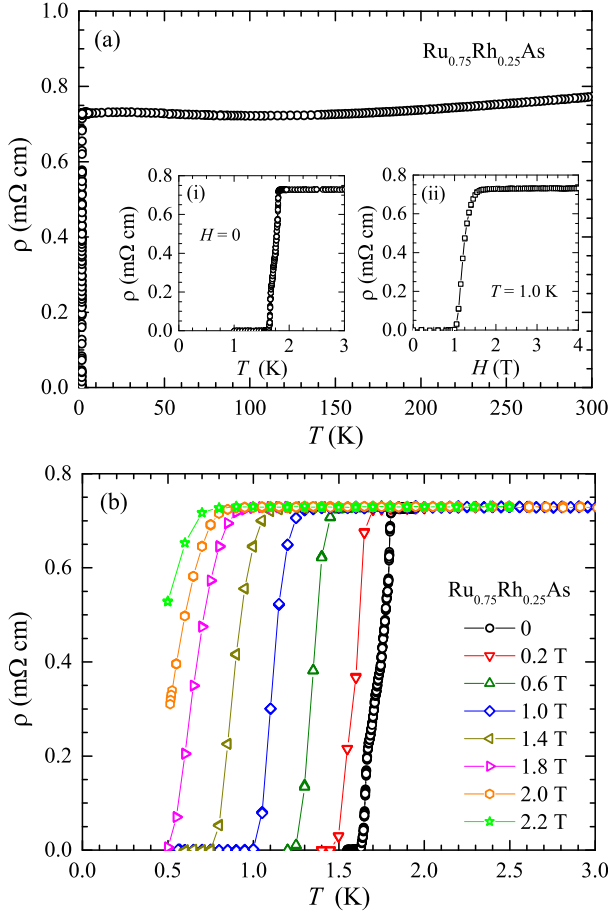 (a)
Ru0.75Rh0.25As
ρ (mΩ cm)
1.0
0.8
0.6
0.4
0.2
0.0
0 50 100 150 200 250 300
T (K)
(i)
H = 0
ρ (mΩ cm)
0.8
0.6
0.4
0.2
0.0
0 1 2 3
T (K)
(ii)
T = 1.0 K
ρ (mΩ cm)
0.8
0.6
0.4
0.2
0.0
0 1 2 3 4
H (T)
(b)
ρ (mΩ cm)
0.8
0.6
0.4
0.2
0.0
Ru0.75Rh0.25As
0
0.2 T
0.6 T
1.0 T
1.4 T
1.8 T
2.0 T
2.2 T
0.0 0.5 1.0 1.5 2.0 2.5 3.0
T (K)